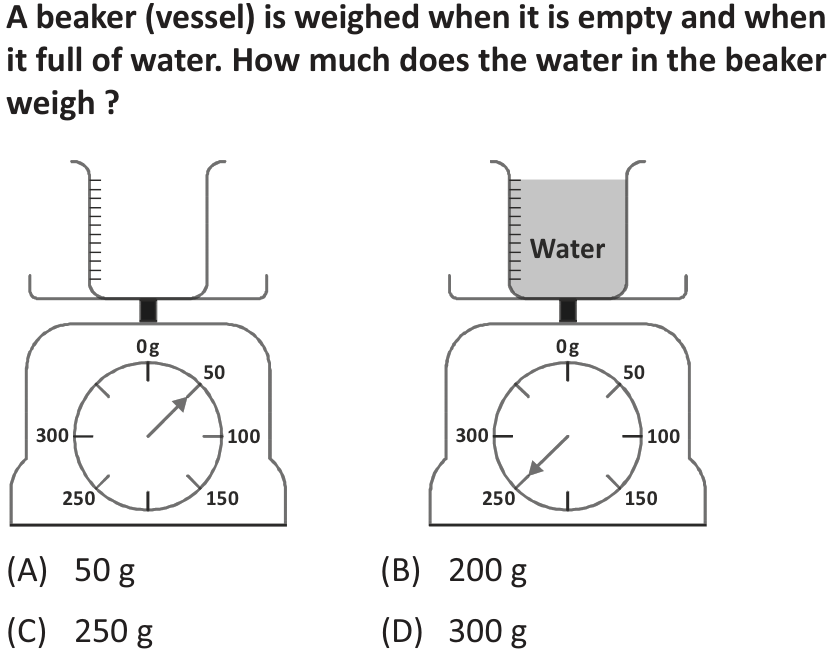 A beaker (vessel) is weighed when it is empty and when
it full of water. How much does the water in the beaker
weigh ?
Water
0g
50
100
150
250
300
0g
50
100
150
250
300
(A) 50 g
(B) 200 g
(C) 250 g
(D) 300 g